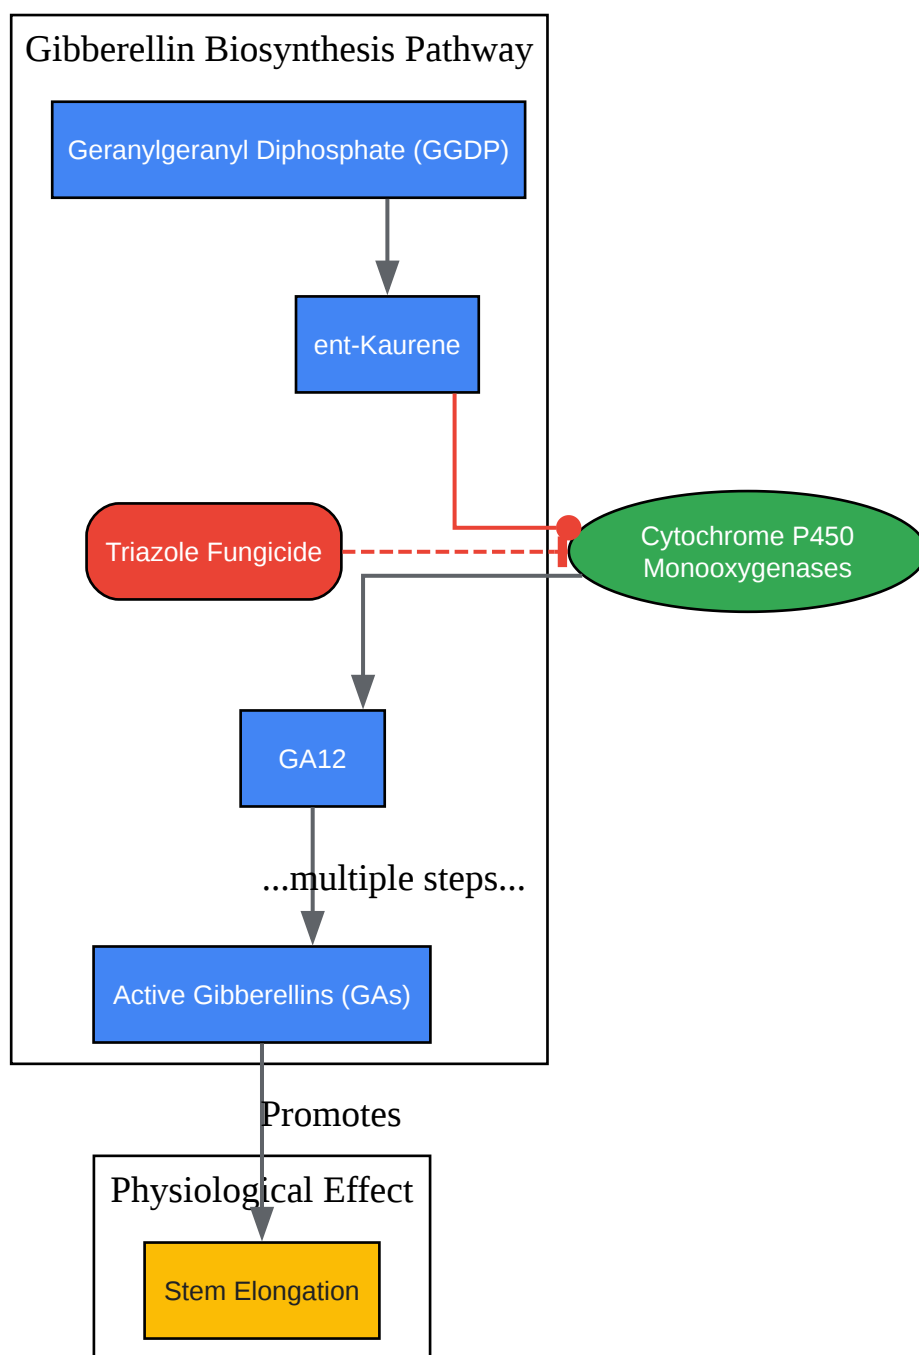 Gibberellin Biosynthesis Pathway
Geranylgeranyl Diphosphate (GGDP)
ent-Kaurene
Triazole Fungicide
Cytochrome P450
Monooxygenases
GA12
...multiple steps...
Active Gibberellins (GAs)
Promotes
Physiological Effect
Stem Elongation